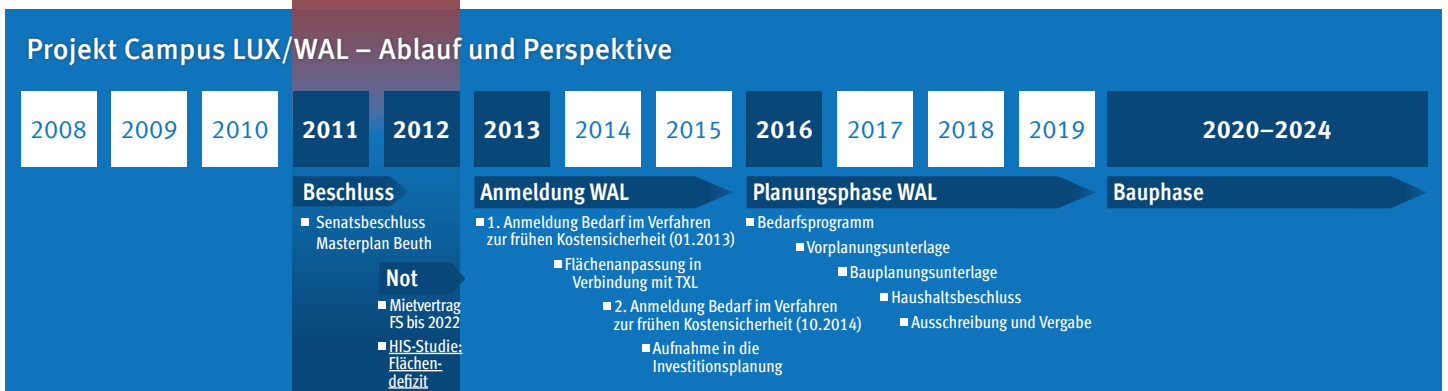 Projekt Campus LUX/WAL – Ablauf und Perspektive
2008 2009 2010 2011 2012 2013 2014 2015 2016 2017 2018 2019 2020–2024
Beschluss
Senatsbeschluss
Masterplan Beuth
Not
Mietvertrag
FS bis 2022
HIS-Studie:
Flächen-
defizit
Anmeldung WAL
1. Anmeldung Bedarf im Verfahren
zur frühen Kostensicherheit (01.2013)
Flächenanpassung in
Verbindung mit TXL
2. Anmeldung Bedarf im Verfahren
zur frühen Kostensicherheit (10.2014)
Aufnahme in die
Investitionsplanung
Planungsphase WAL
Bedarfsprogramm
Vorplanungsunterlage
Bauplanungsunterlage
Haushaltsbeschluss
Ausschreibung und Vergabe
Bauphase